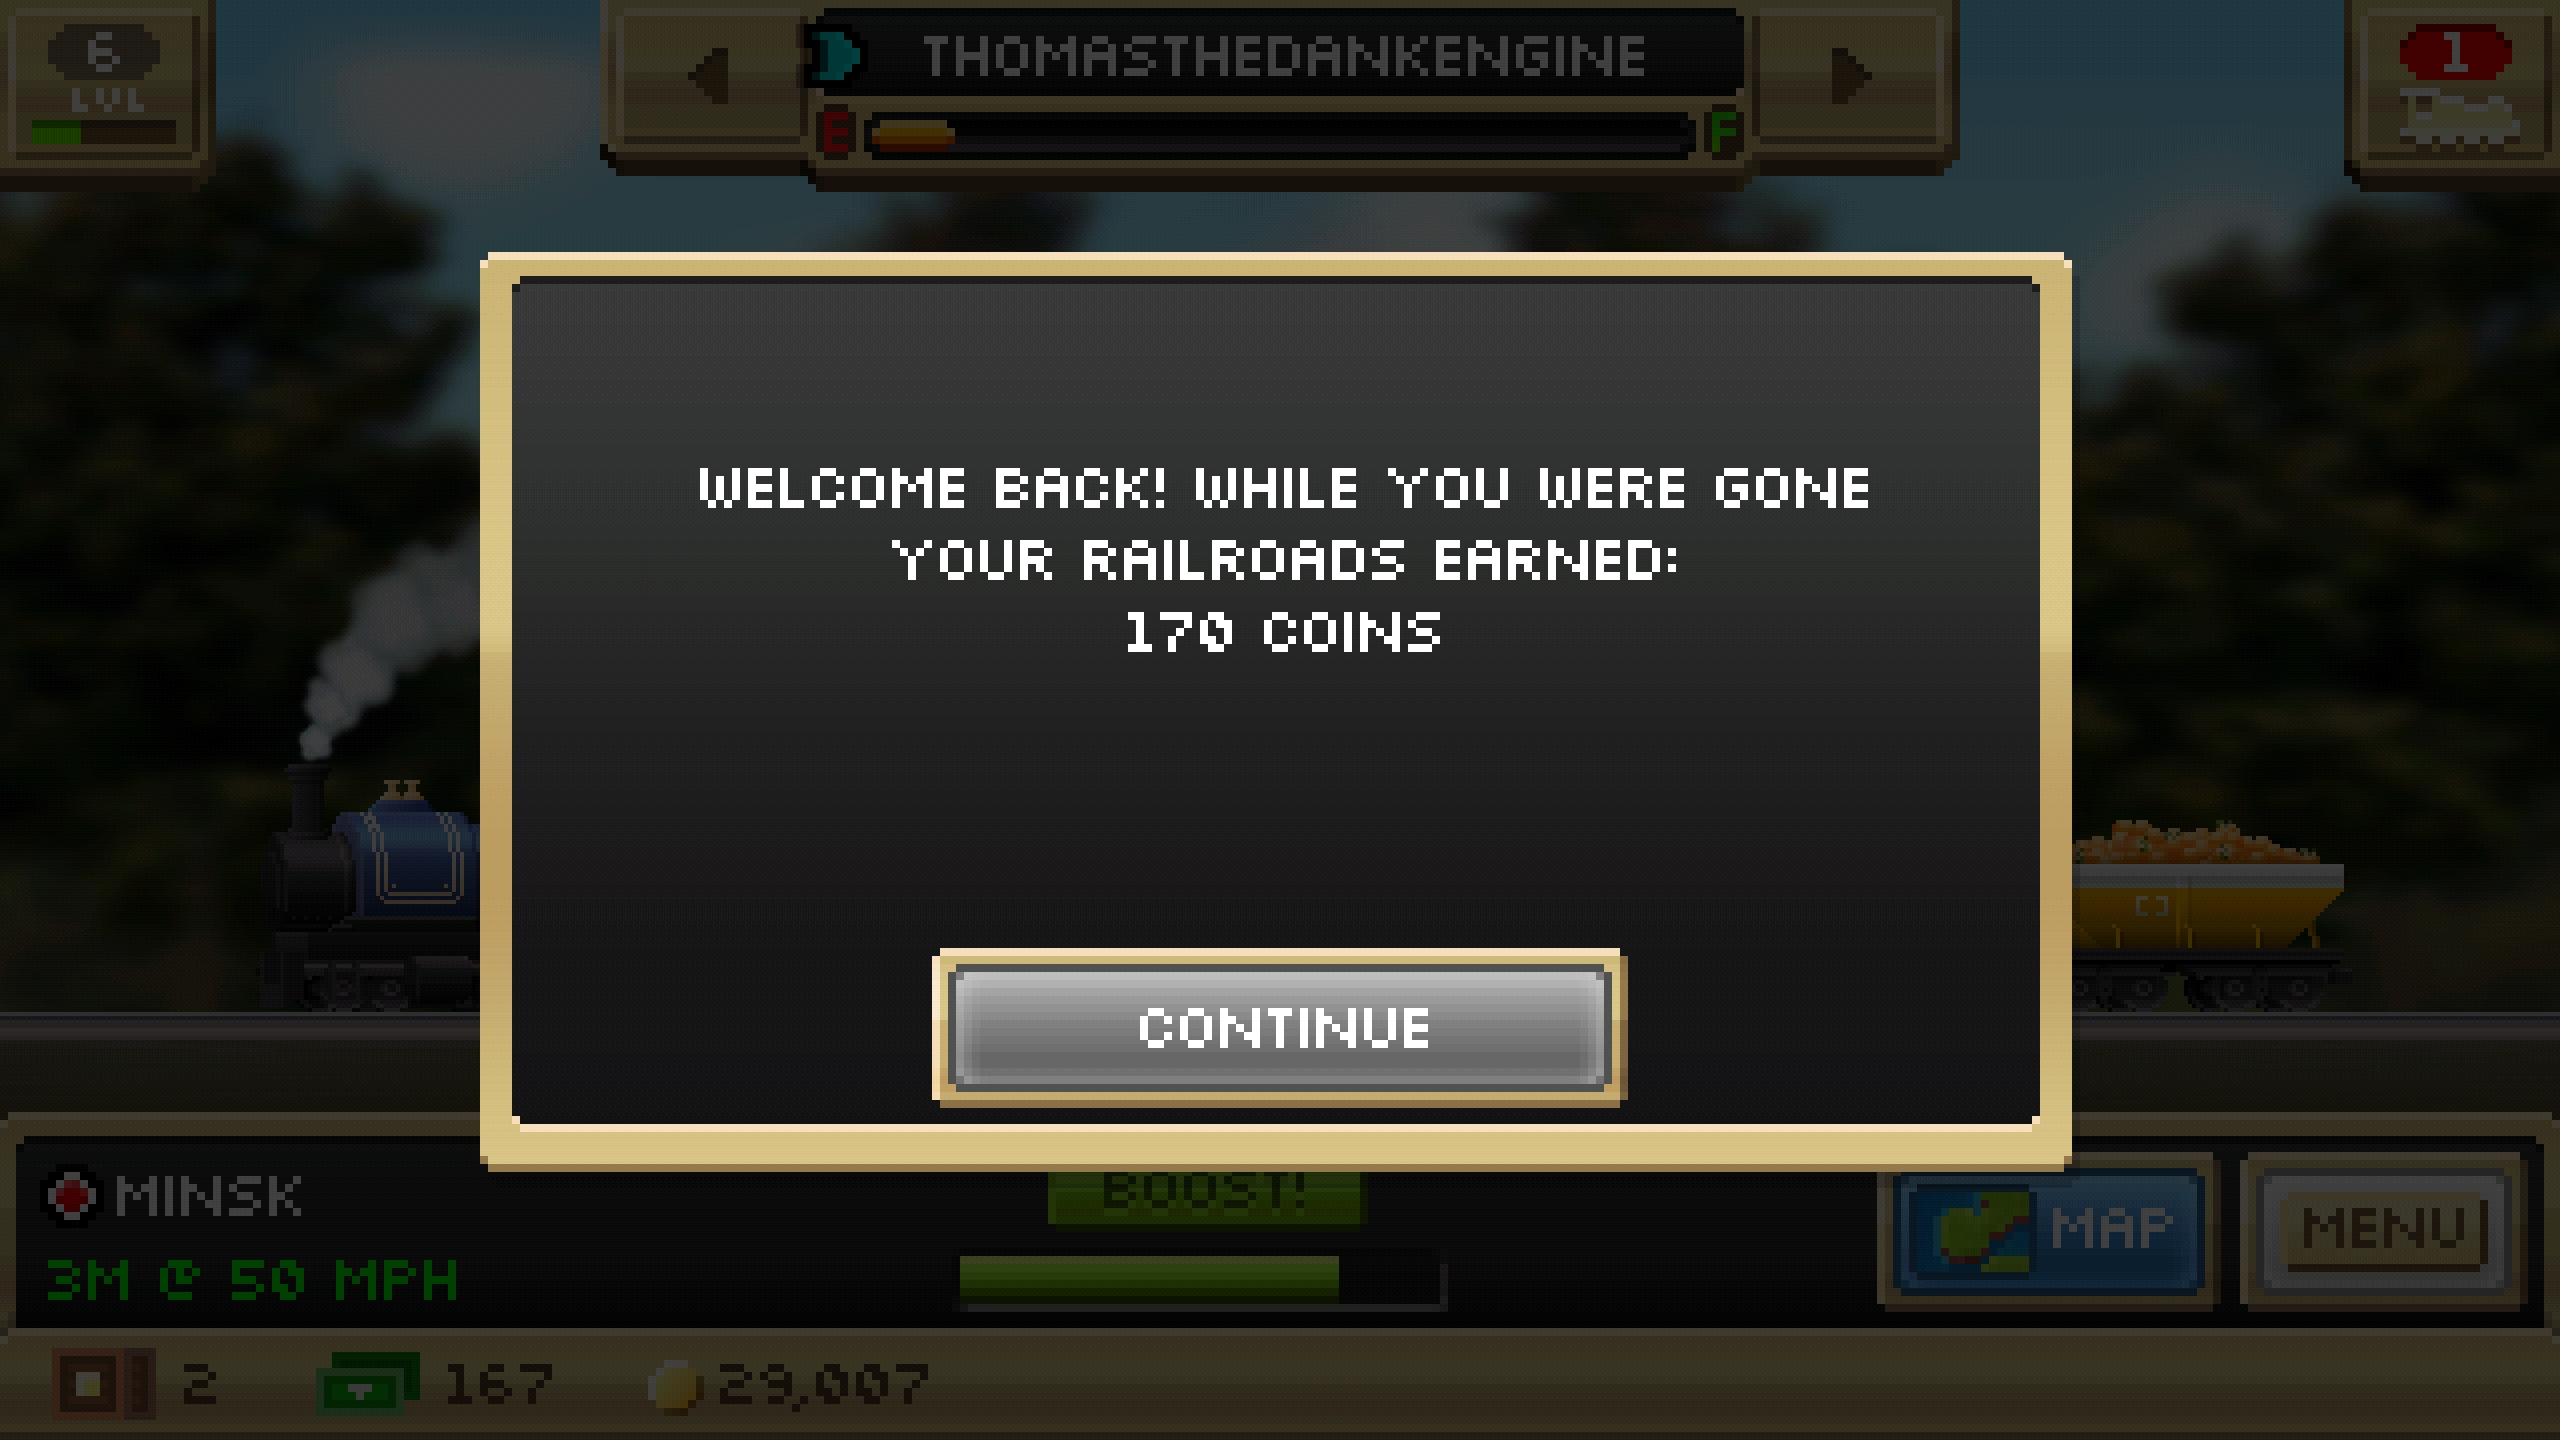 6
LVL
THOMASTHEDANKENGINE
E F
1
WELCOME BACK! WHILE YOU WERE GONE
YOUR RAILROADS EARNED:
170 COINS
CONTINUE
MINSK
3M @ 50 MPH
BOOST!
MAP
MENU
2
167
29,007